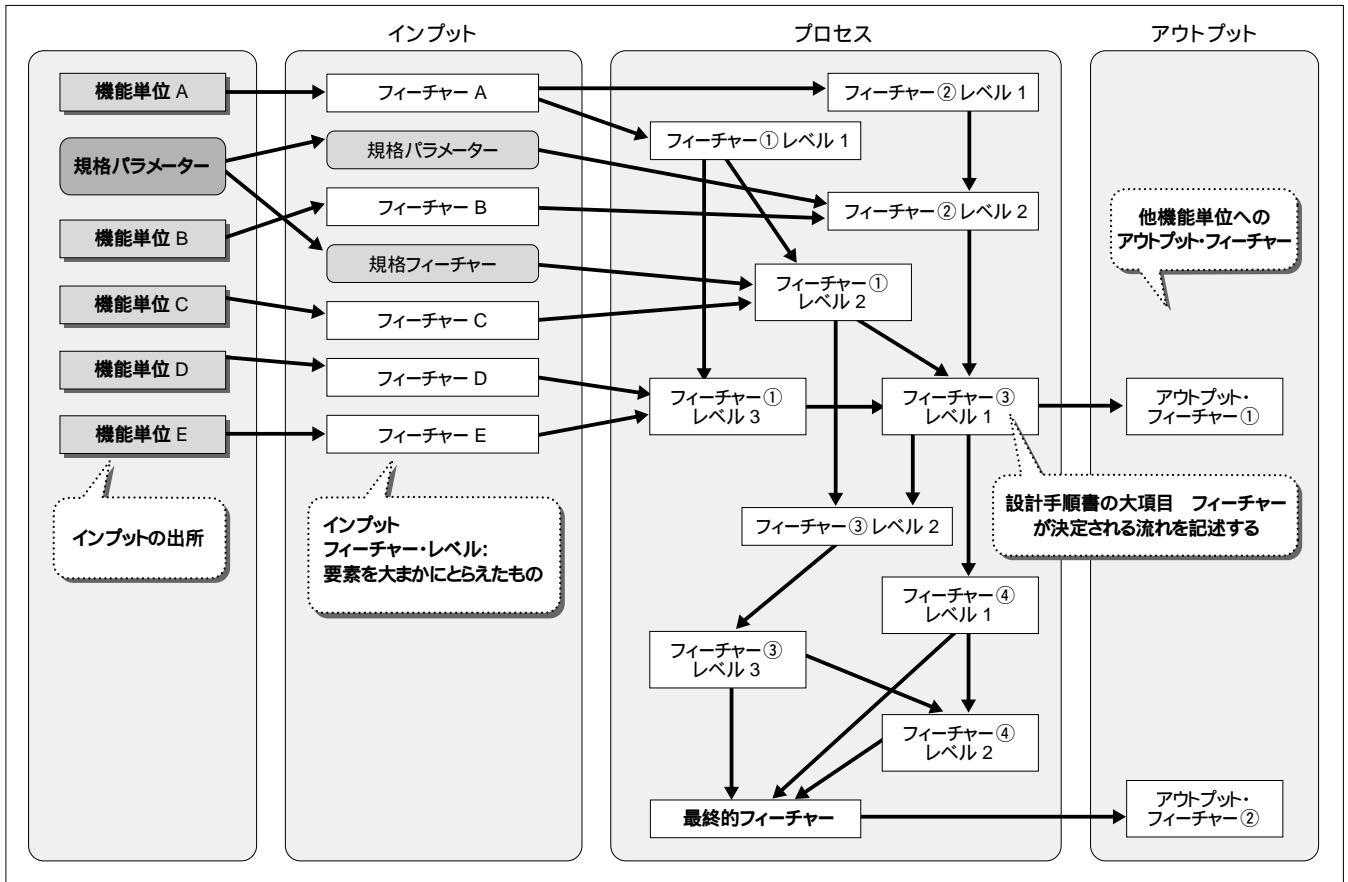 インプット
プロセス
アウトプット
機能単位 A
規格パラメーター
機能単位 B
機能単位 C
機能単位 D
機能単位 E
インプットの出所
フィーチャー A
規格パラメーター
フィーチャー B
規格フィーチャー
フィーチャー C
フィーチャー D
フィーチャー E
インプット
フィーチャー・レベル：
要素を大まかにとらえたもの
フィーチャー② レベル 1
フィーチャー① レベル 1
フィーチャー② レベル 2
フィーチャー①
レベル 2
フィーチャー①
レベル 3
フィーチャー③
レベル 1
フィーチャー③ レベル 2
フィーチャー④
レベル 1
フィーチャー③
レベル 3
フィーチャー④
レベル 2
最終的フィーチャー
他機能単位への
アウトプット・フィーチャー
アウトプット・
フィーチャー①
設計手順書の大項目　フィーチャー
が決定される流れを記述する
アウトプット・
フィーチャー②